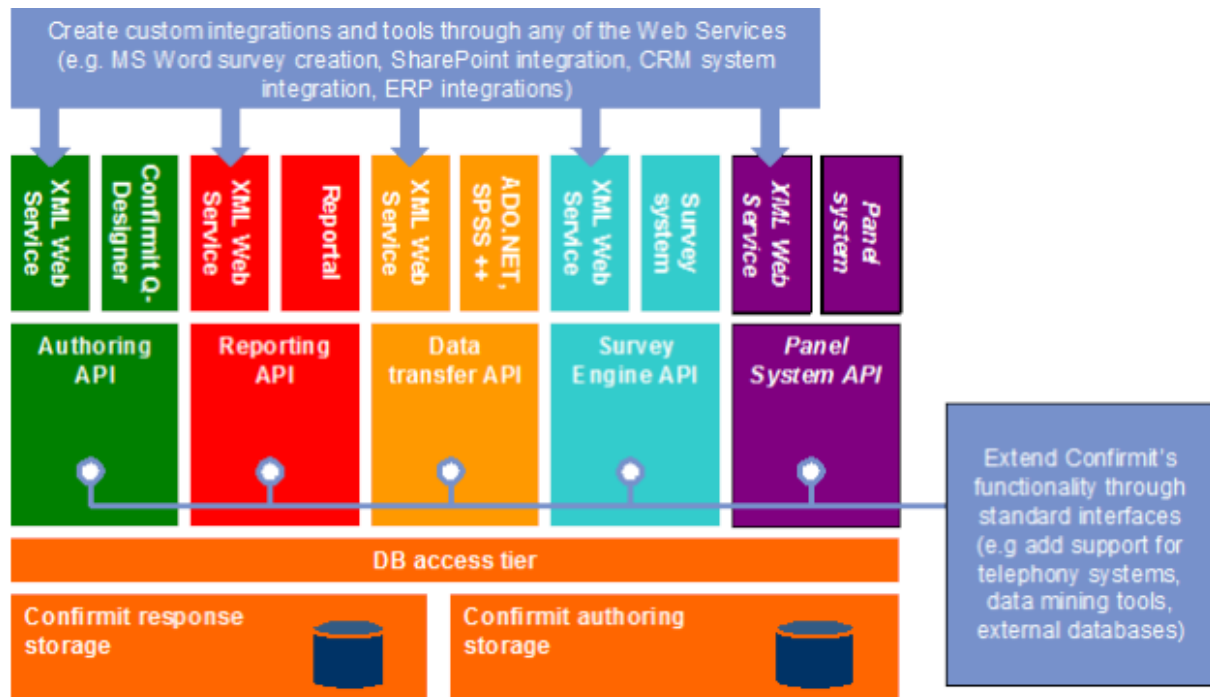 Create custom integrations and tools through any of the Web Services
(e.g. MS Word survey creation, SharePoint integration, CRM system
integration, ERP integrations)
XML Web
Service
Confirmit Q-
Designer
XML Web
Service
Reportal
XML Web
Service
ADO.NET,
SPSS ++
XML Web
Service
Survey
system
XML Web
Service
Panel
system
Authoring
API
Reporting
API
Data
transfer API
Survey
Engine API
Panel
System API
Extend Confirmit's
functionality through
standard interfaces
(e.g add support for
telephony systems,
data mining tools,
external databases)
DB access tier
Confirmit response
storage
Confirmit authoring
storage